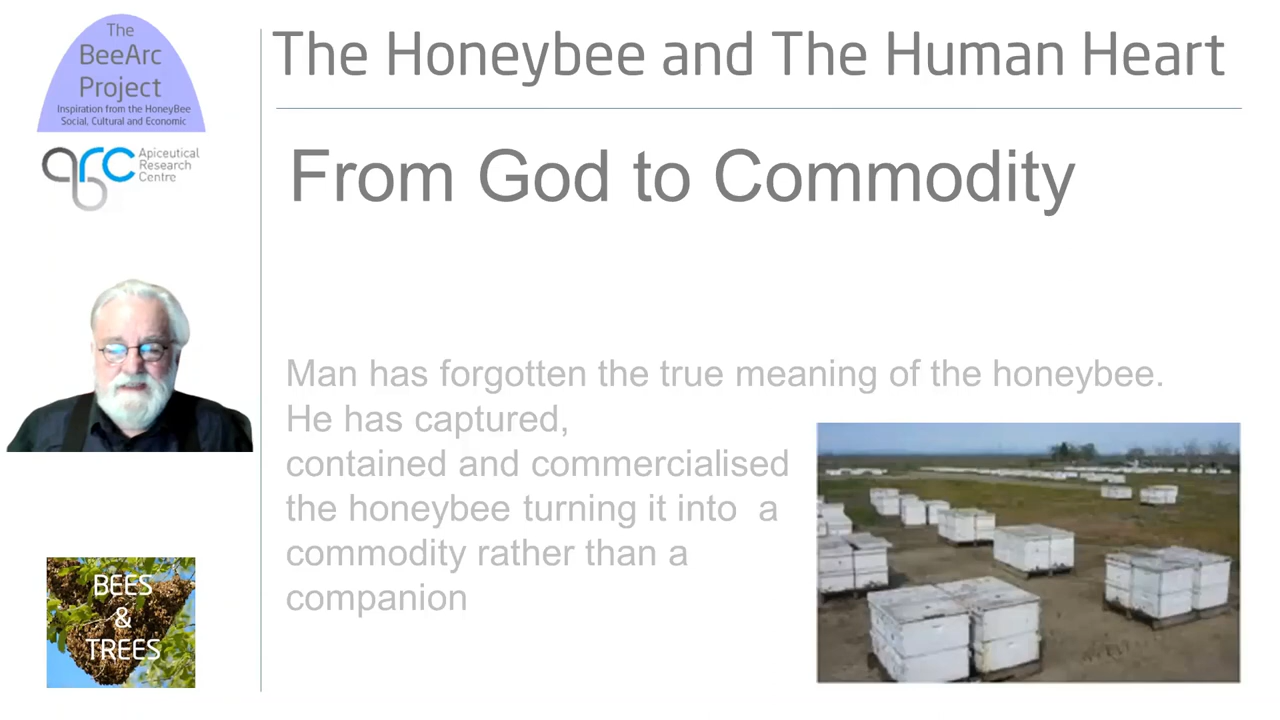 The
BeeArc
Project
Inspiration from the HoneyBee
Social, Cultural and Economic
arc
Apiceutical
Research
Centre
BEES
&
TREES
The Honeybee and The Human Heart
From God to Commodity
Man has forgotten the true meaning of the honeybee.
He has captured,
contained and commercialised
the honeybee turning it into  a
commodity rather than a
companion